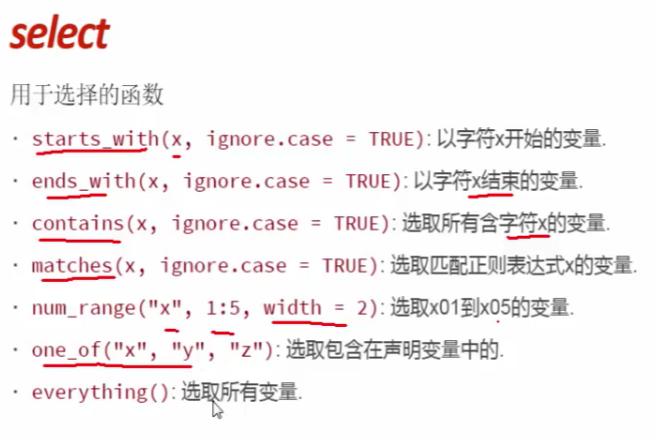 select
用于选择的函数
· starts_with(x, ignore.case = TRUE): 以字符x开始的变量.
· ends_with(x, ignore.case = TRUE): 以字符x结束的变量.
· contains(x, ignore.case = TRUE): 选取所有含字符x的变量.
· matches(x, ignore.case = TRUE): 选取匹配正则表达式x的变量.
· num_range("x", 1:5, width = 2): 选取x01到x05的变量.
· one_of("x", "y", "z"): 选取包含在声明变量中的.
· everything(): 选取所有变量.